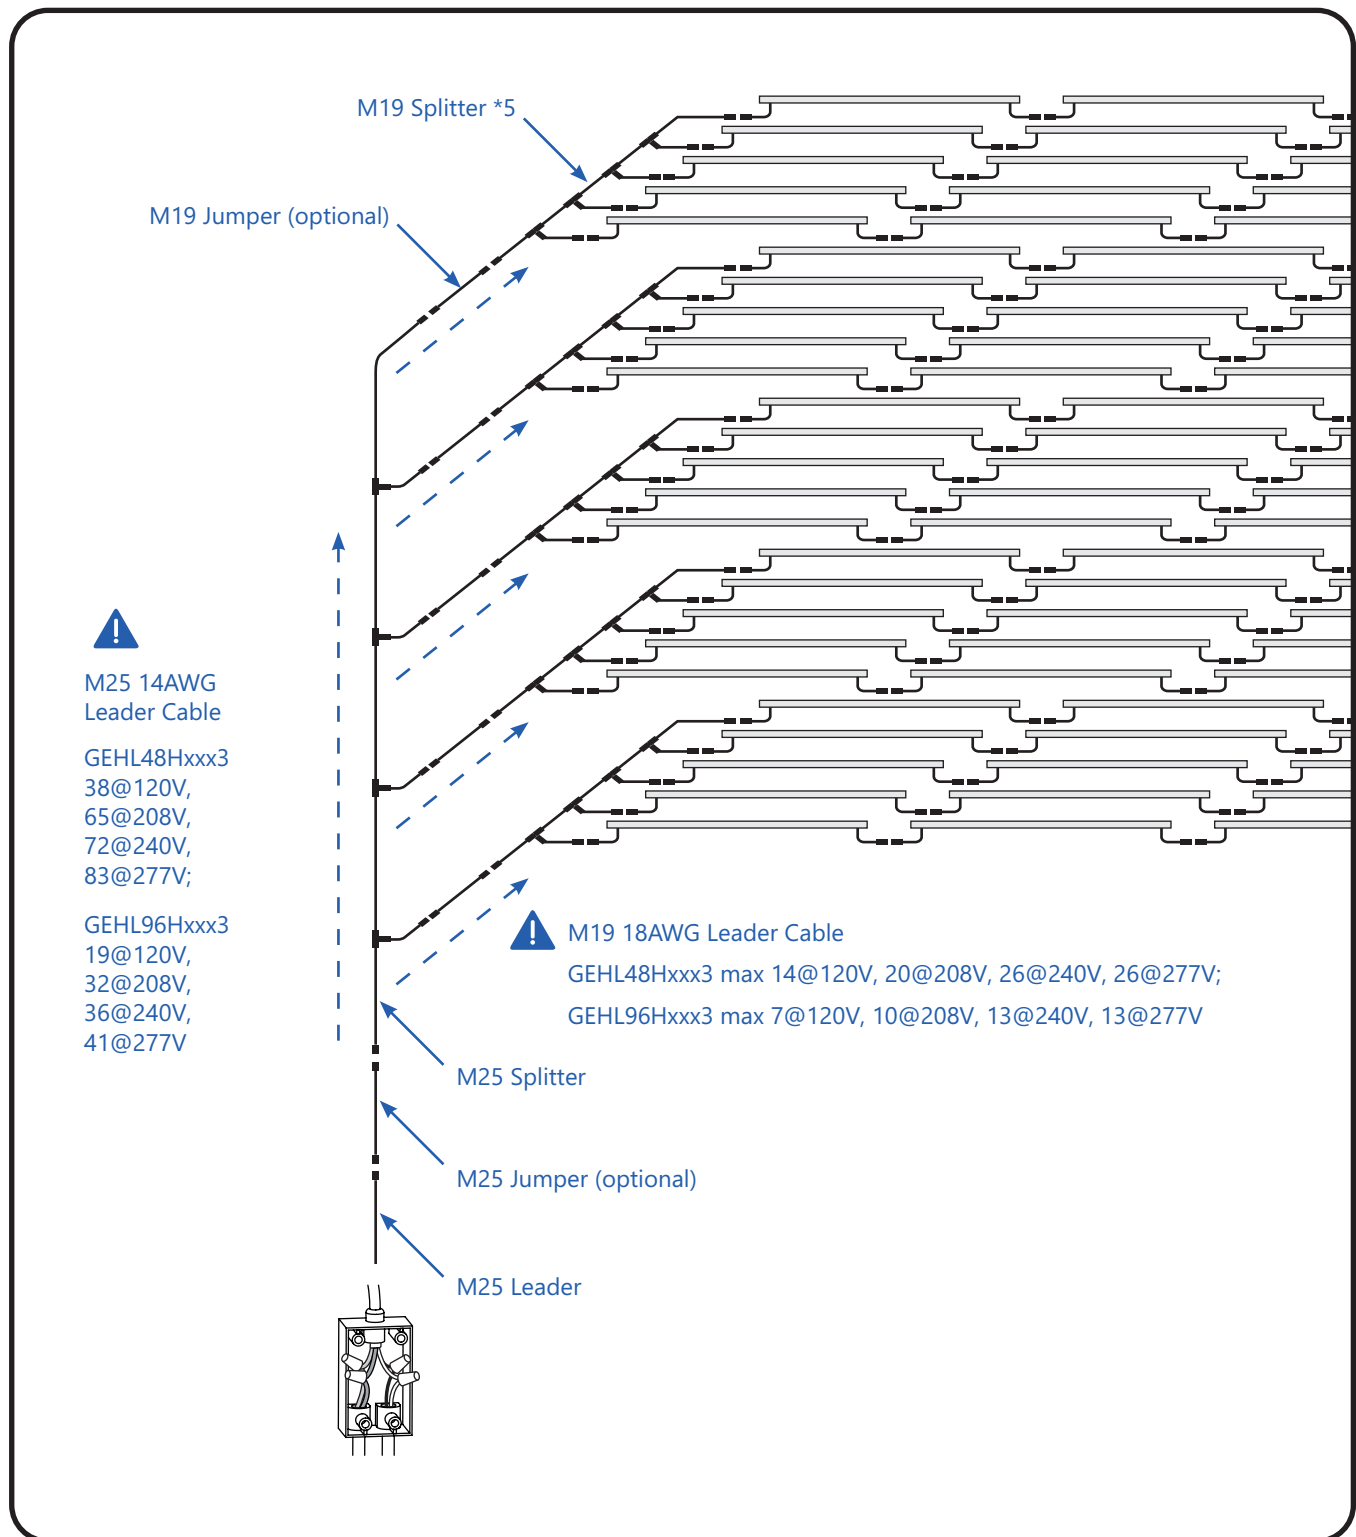 M19 Splitter *5
M19 Jumper (optional)
M25 14AWG
Leader Cable
GEHL48Hxxx3
38@120V,
65@208V,
72@240V,
83@277V;
GEHL96Hxxx3
19@120V,
32@208V,
36@240V,
41@277V
M19 18AWG Leader Cable
GEHL48Hxxx3 max 14@120V, 20@208V, 26@240V, 26@277V;
GEHL96Hxxx3 max 7@120V, 10@208V, 13@240V, 13@277V
M25 Splitter
M25 Jumper (optional)
M25 Leader